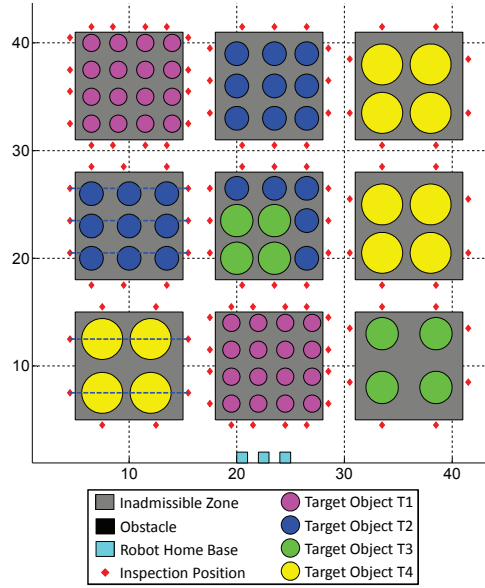 40
30
20
10
10
20
30
40
Inadmissible Zone
Obstacle
Robot Home Base
Inspection Position
Target Object T1
Target Object T2
Target Object T3
Target Object T4